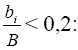 b_i/B < 0,2: